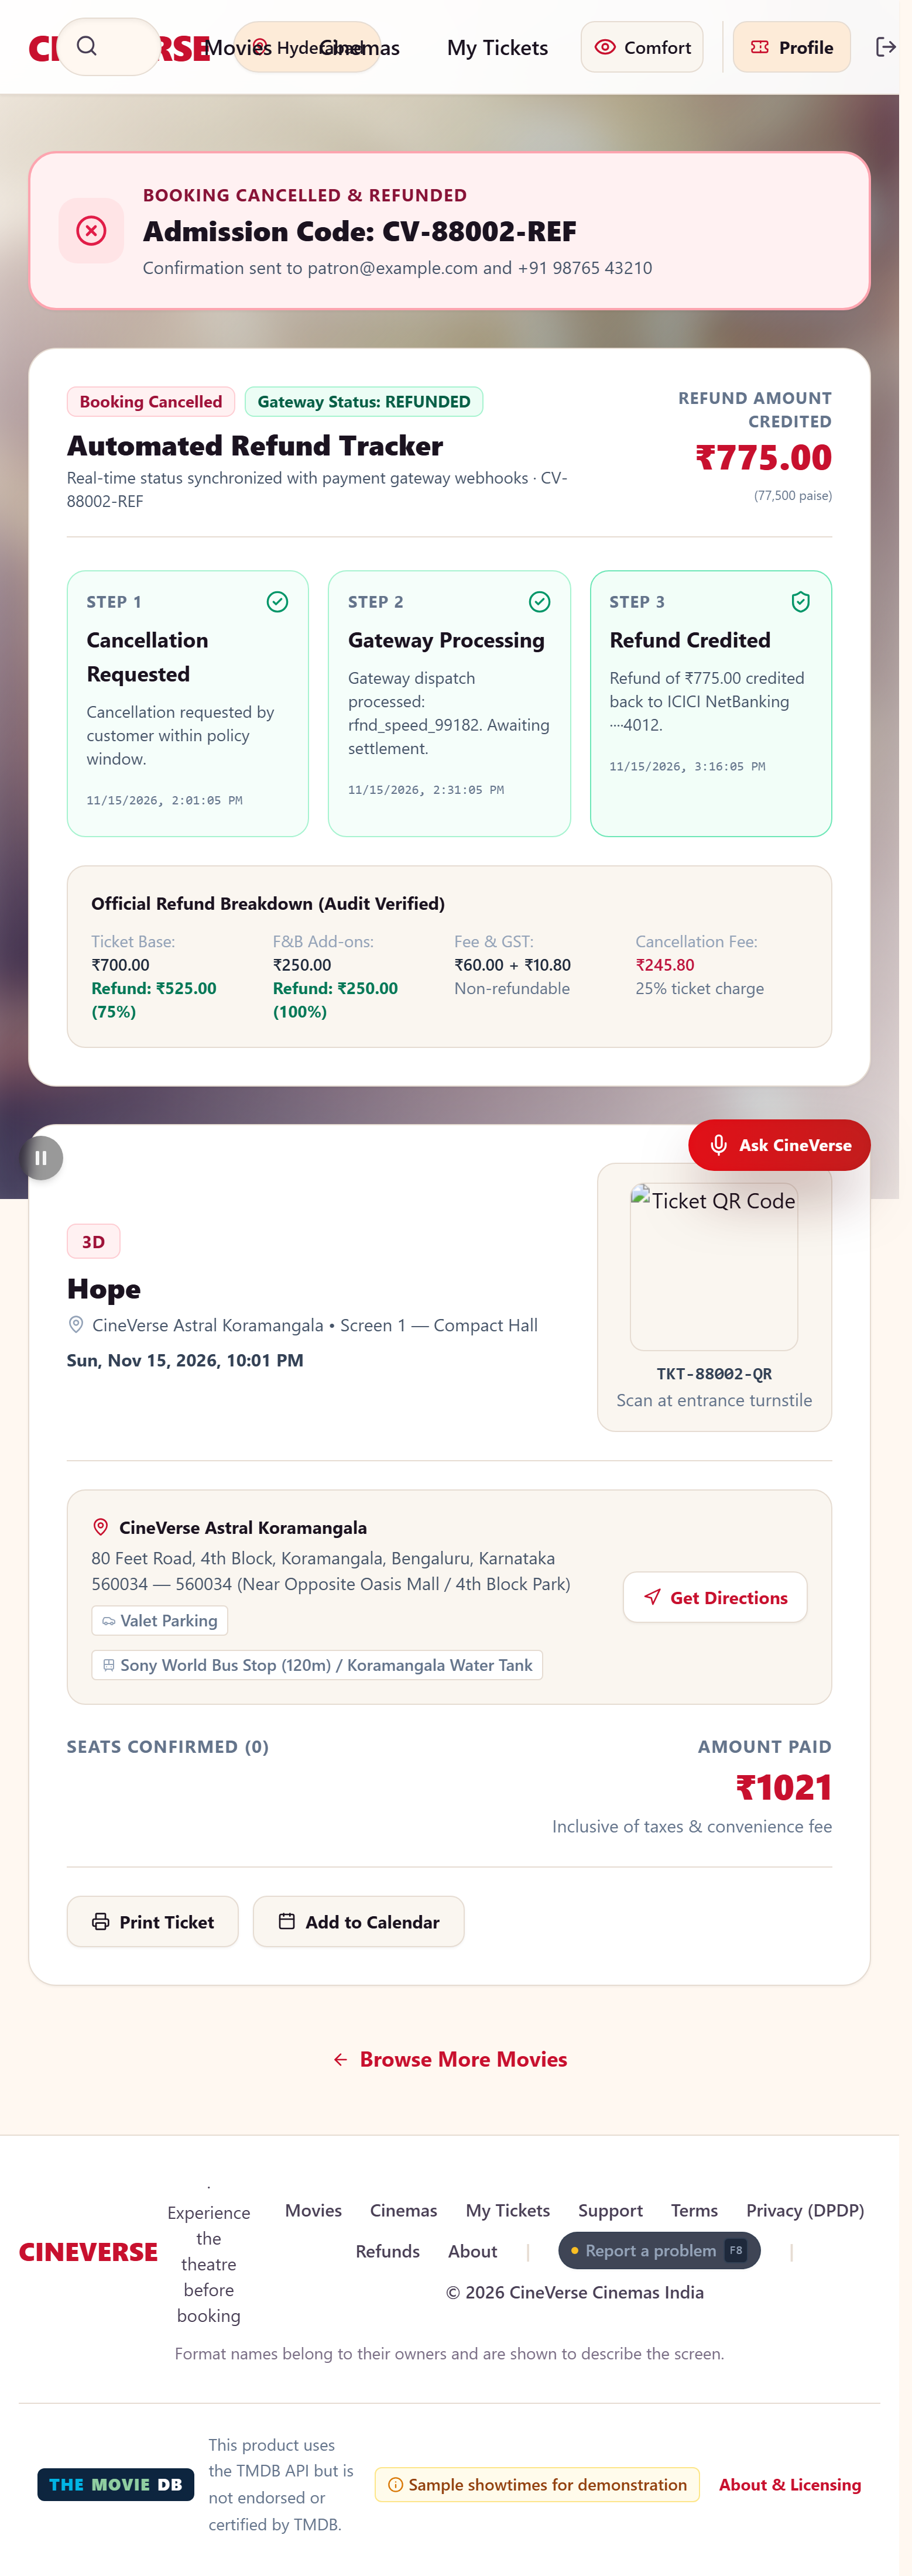 CINEVERSE
Movies
Hyderabad
Cinemas
My Tickets
Comfort
Profile
BOOKING CANCELLED & REFUNDED
Admission Code: CV-88002-REF
Confirmation sent to patron@example.com and +91 98765 43210
Booking Cancelled
Gateway Status: REFUNDED
Automated Refund Tracker
Real-time status synchronized with payment gateway webhooks · CV-
88002-REF
REFUND AMOUNT
CREDITED
₹775.00
(77,500 paise)
STEP 1
Cancellation
Requested
Cancellation requested by
customer within policy
window.
11/15/2026, 2:01:05 PM
STEP 2
Gateway Processing
Gateway dispatch
processed:
rfnd_speed_99182. Awaiting
settlement.
11/15/2026, 2:31:05 PM
STEP 3
Refund Credited
Refund of ₹775.00 credited
back to ICICI NetBanking
····4012.
11/15/2026, 3:16:05 PM
Official Refund Breakdown (Audit Verified)
Ticket Base:
₹700.00
Refund: ₹525.00
(75%)
F&B Add-ons:
₹250.00
Refund: ₹250.00
(100%)
Fee & GST:
₹60.00 + ₹10.80
Non-refundable
Cancellation Fee:
₹245.80
25% ticket charge
Ask CineVerse
3D
Hope
CineVerse Astral Koramangala • Screen 1 — Compact Hall
Sun, Nov 15, 2026, 10:01 PM
Ticket QR Code
TKT-88002-QR
Scan at entrance turnstile
CineVerse Astral Koramangala
80 Feet Road, 4th Block, Koramangala, Bengaluru, Karnataka
560034 — 560034 (Near Opposite Oasis Mall / 4th Block Park)
Valet Parking
Sony World Bus Stop (120m) / Koramangala Water Tank
Get Directions
SEATS CONFIRMED (0)
AMOUNT PAID
₹1021
Inclusive of taxes & convenience fee
Print Ticket
Add to Calendar
← Browse More Movies
CINEVERSE
·
Experience
the
theatre
before
booking
Movies Cinemas My Tickets Support Terms Privacy (DPDP)
Refunds About | Report a problem F8 |
© 2026 CineVerse Cinemas India
Format names belong to their owners and are shown to describe the screen.
THE MOVIE DB
This product uses
the TMDB API but is
not endorsed or
certified by TMDB.
Sample showtimes for demonstration
About & Licensing